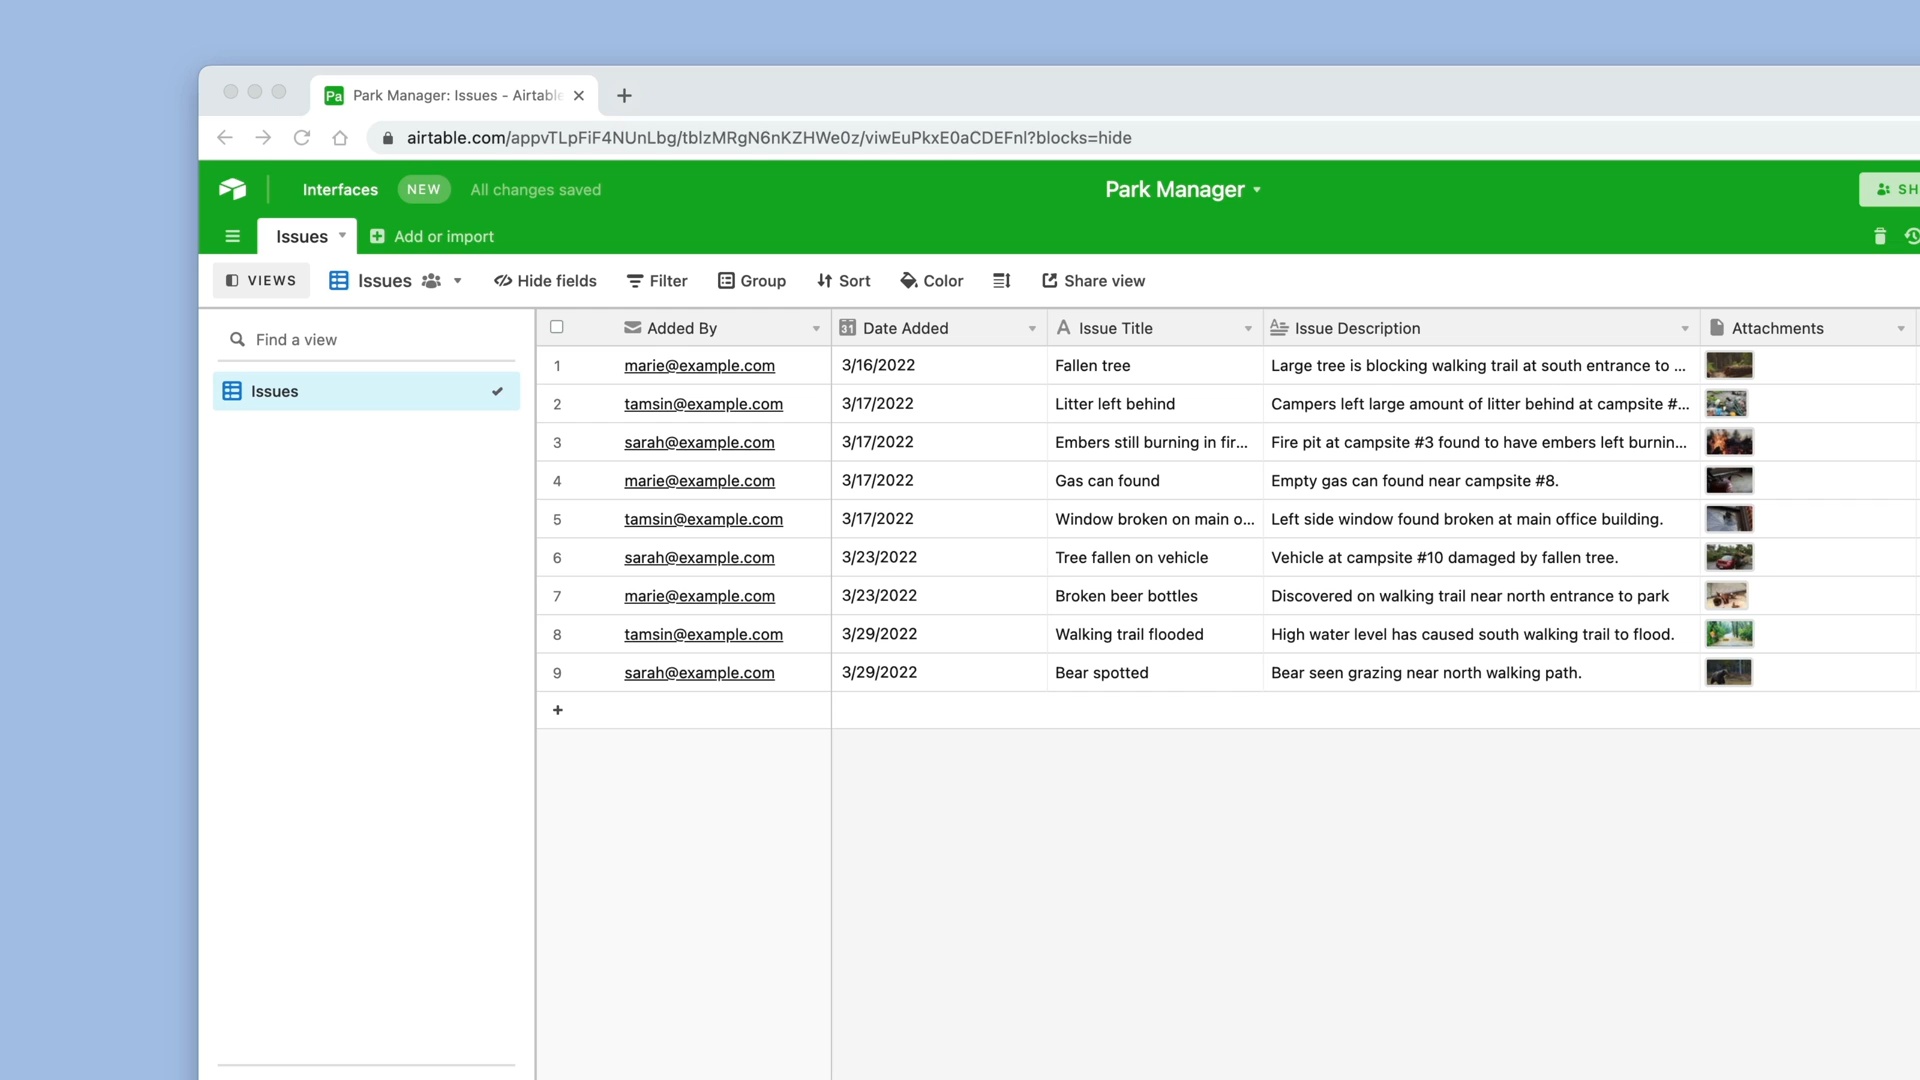 Pa Park Manager: Issues - Airtable
airtable.com/appvTLpFiF4NUnLbg/tblzMRgN6nKZHWe0z/viwEuPkxE0aCDEFnl?blocks=hide
Interfaces NEW All changes saved Park Manager SH
Issues Add or import
VIEWS Issues Hide fields Filter Group Sort Color Share view
Find a view
Issues
Added By 31 Date Added Issue Title Issue Description Attachments
1 marie@example.com 3/16/2022 Fallen tree Large tree is blocking walking trail at south entrance to ...
2 tamsin@example.com 3/17/2022 Litter left behind Campers left large amount of litter behind at campsite #...
3 sarah@example.com 3/17/2022 Embers still burning in fir... Fire pit at campsite #3 found to have embers left burnin...
4 marie@example.com 3/17/2022 Gas can found Empty gas can found near campsite #8.
5 tamsin@example.com 3/17/2022 Window broken on main o... Left side window found broken at main office building.
6 sarah@example.com 3/23/2022 Tree fallen on vehicle Vehicle at campsite #10 damaged by fallen tree.
7 marie@example.com 3/23/2022 Broken beer bottles Discovered on walking trail near north entrance to park
8 tamsin@example.com 3/29/2022 Walking trail flooded High water level has caused south walking trail to flood.
9 sarah@example.com 3/29/2022 Bear spotted Bear seen grazing near north walking path.